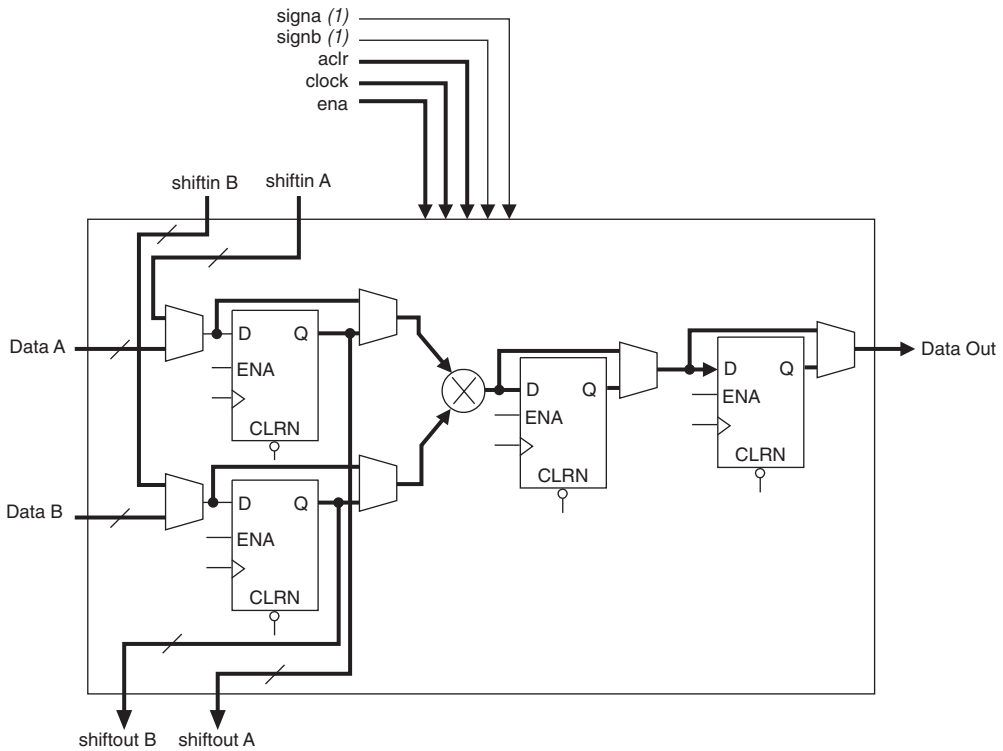 signa (1)
signb (1)
aclr
clock
ena
shiftin B
shiftin A
Data A
D
Q
ENA
CLRN
Data B
D
Q
ENA
CLRN
D
Q
ENA
CLRN
D
Q
ENA
CLRN
Data Out
shiftout B
shiftout A